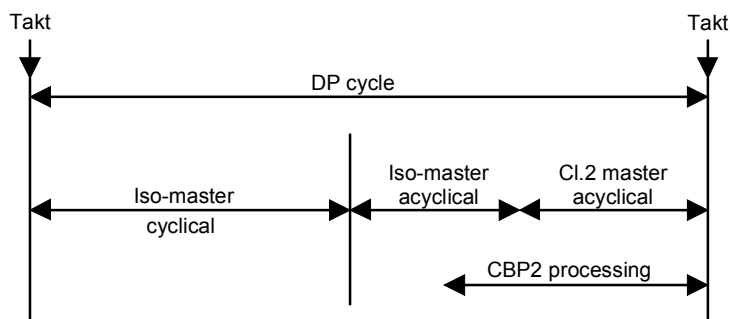 Takt
Takt
DP cycle
Iso-master
cyclical
Iso-master
acyclical
Cl.2 master
acyclical
CBP2 processing